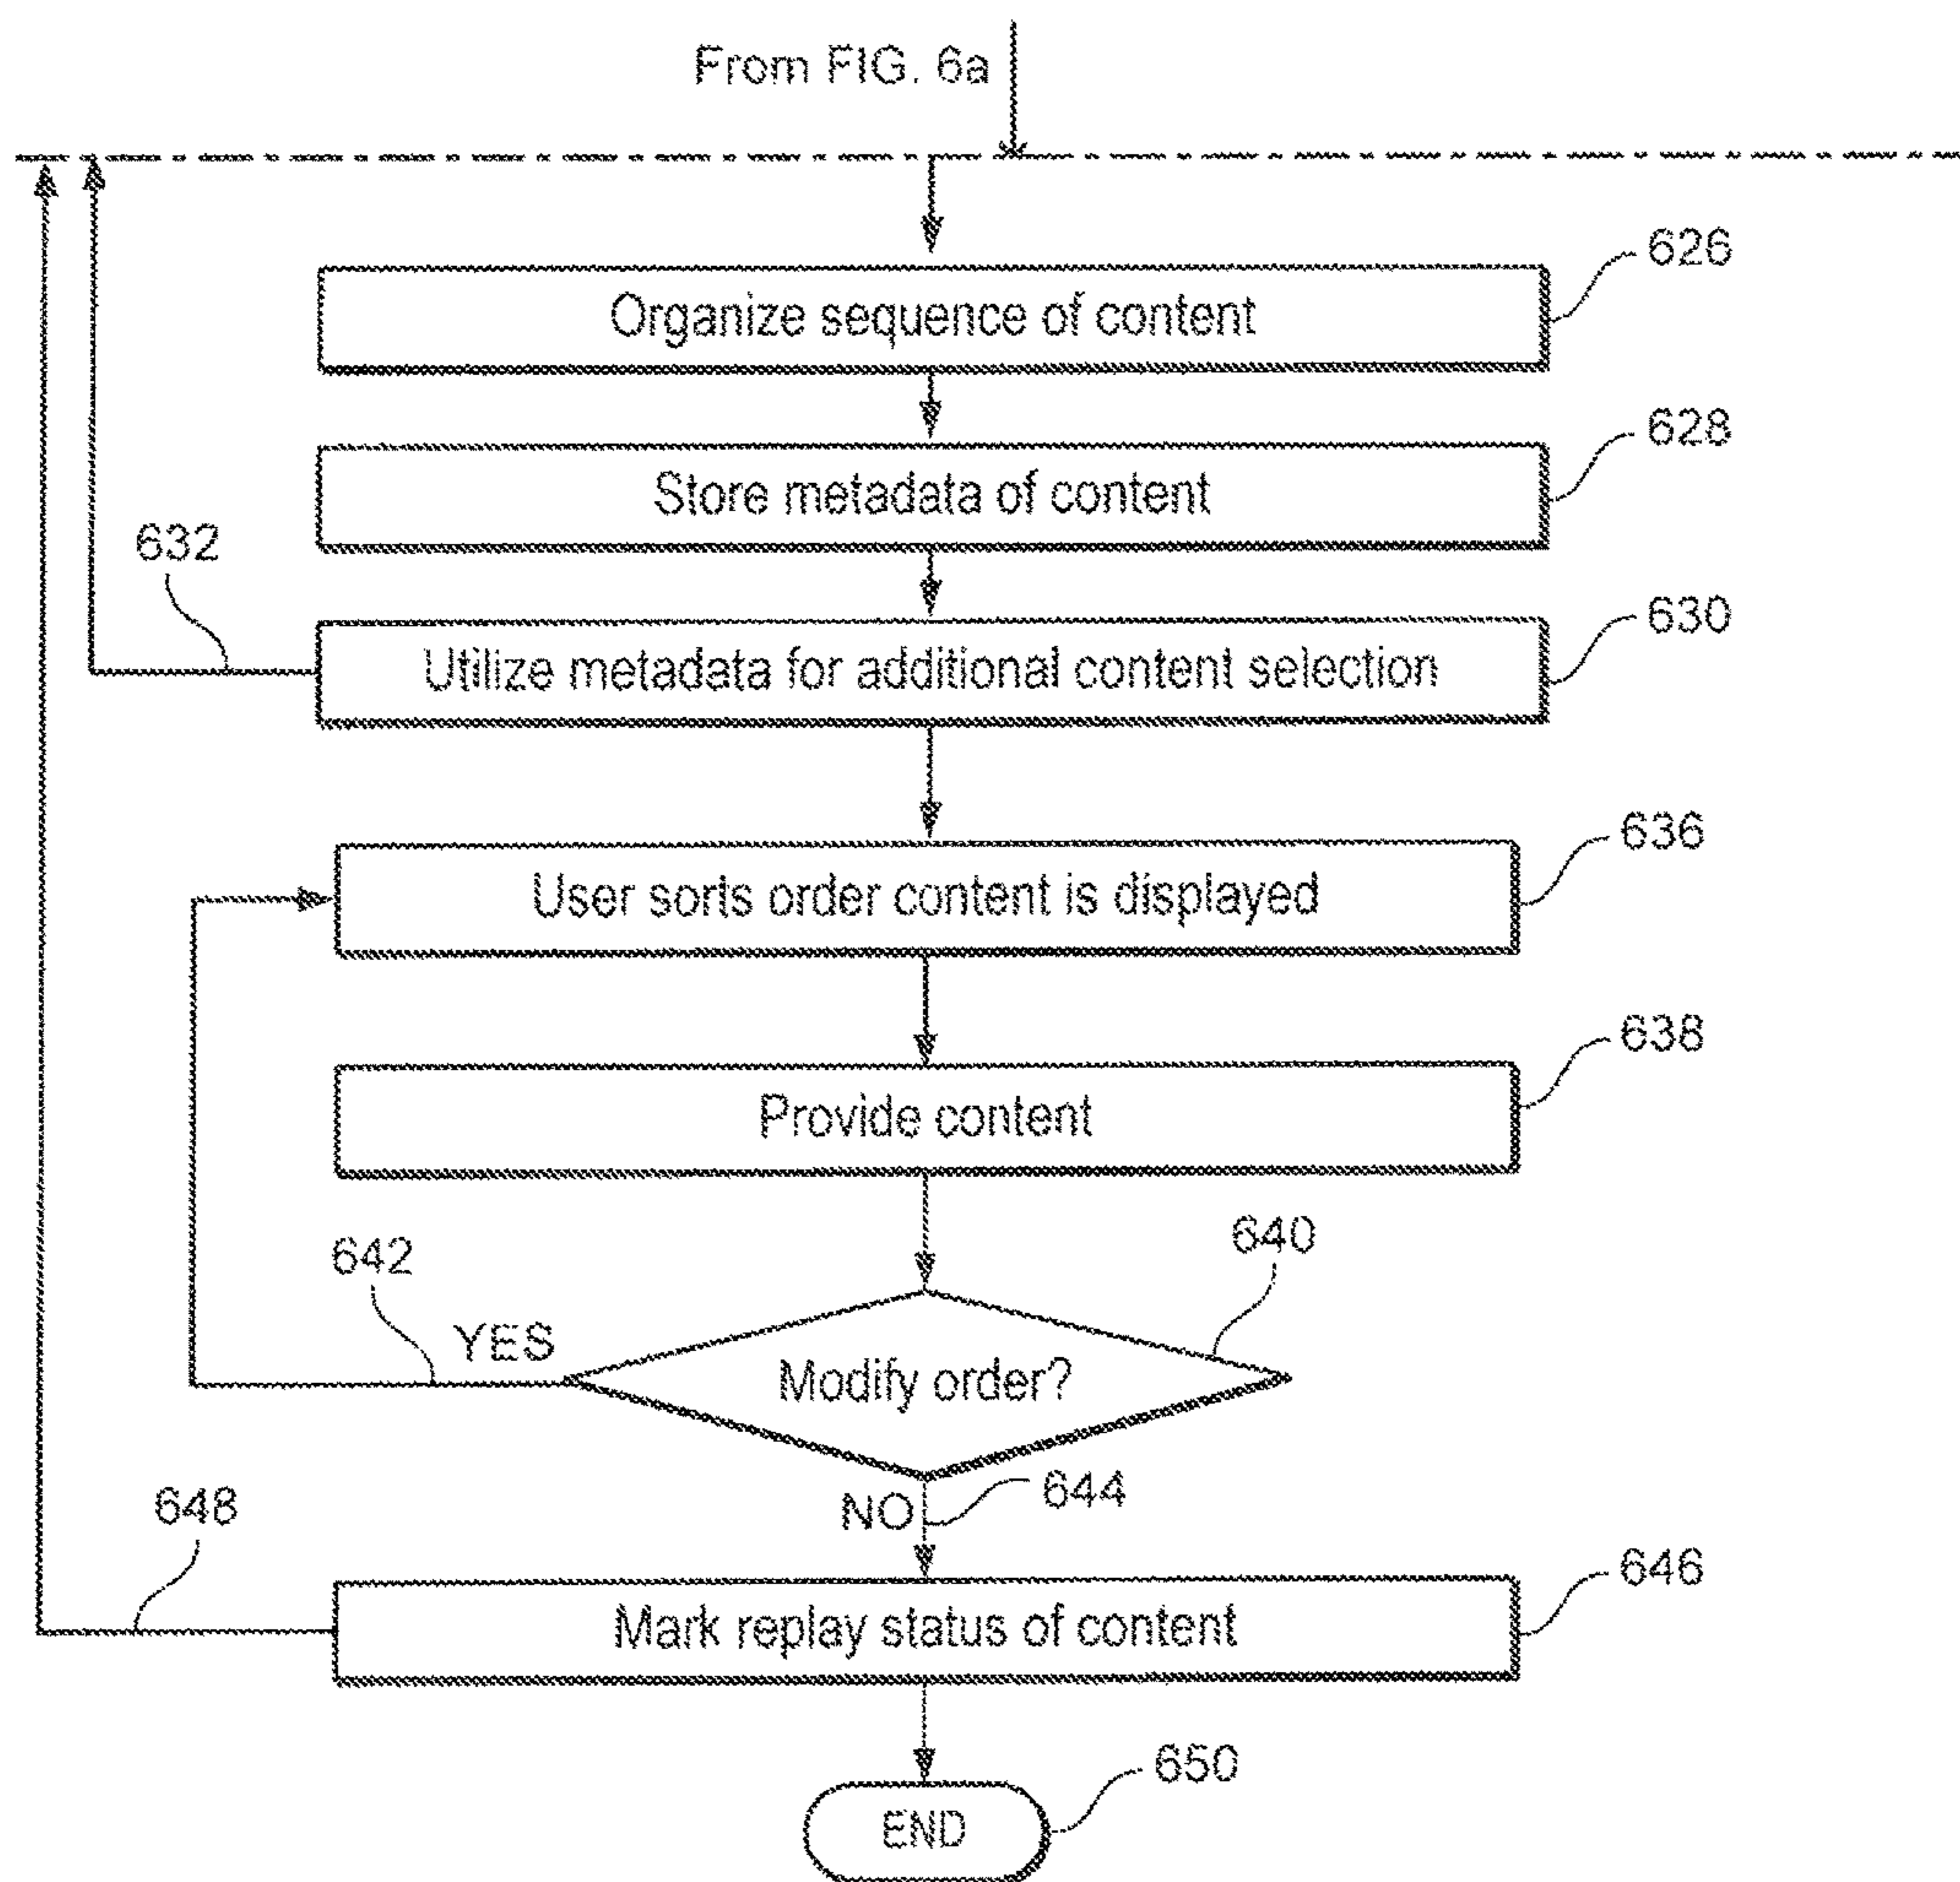 From FIG. 6a
626
Organize sequence of content
628
Store metadata of content
632
630
Utilize metadata for additional content selection
636
User sorts order content is displayed
638
Provide content
640
642
YES
Modify order?
644
NO
648
646
Mark replay status of content
650
END